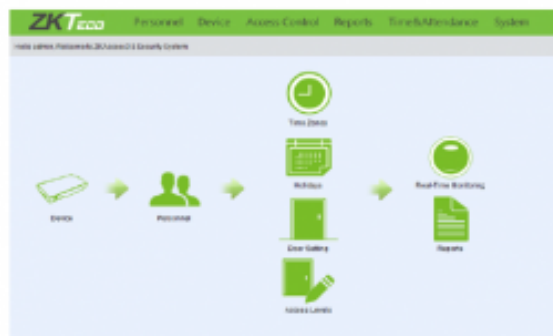 ZKTeco
Personnel Device Access Control Reports Time&Attendance System
Time Zones
Holidays
Real-Time Monitoring
Device
Personnel
Door Setting
Reports
Access Levels